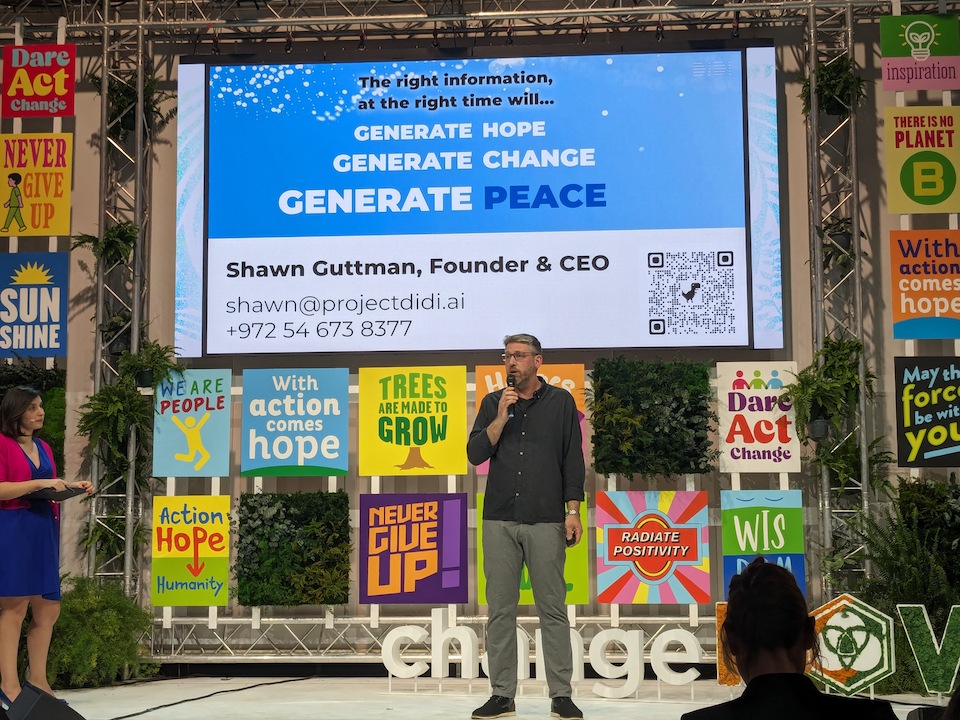 The right information,
at the right time will...
GENERATE HOPE
GENERATE CHANGE
GENERATE PEACE
Shawn Guttman, Founder & CEO
shawn@projectdidi.ai
+972 54 673 8377
Dare
Act
Change
NEVER
GIVE
UP
SUN
SHINE
inspiration
THERE IS NO
PLANET
B
With
action
comes
hope
May the
force
be with
you
WE ARE
PEOPLE
With
action
comes
hope
TREES
ARE MADE TO
GROW
Dare
Act
Change
Action
HOPE
Humanity
NEVER
GIVE
UP!
RADIATE
POSITIVITY
WIS
DOM
change